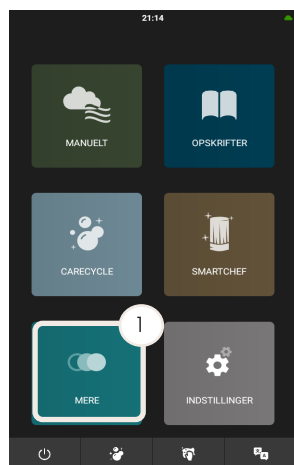 21:14
MANUELT
OPSKRIFTER
CARECYCLE
SMARTCHEF
1
MERE
INDSTILLINGER